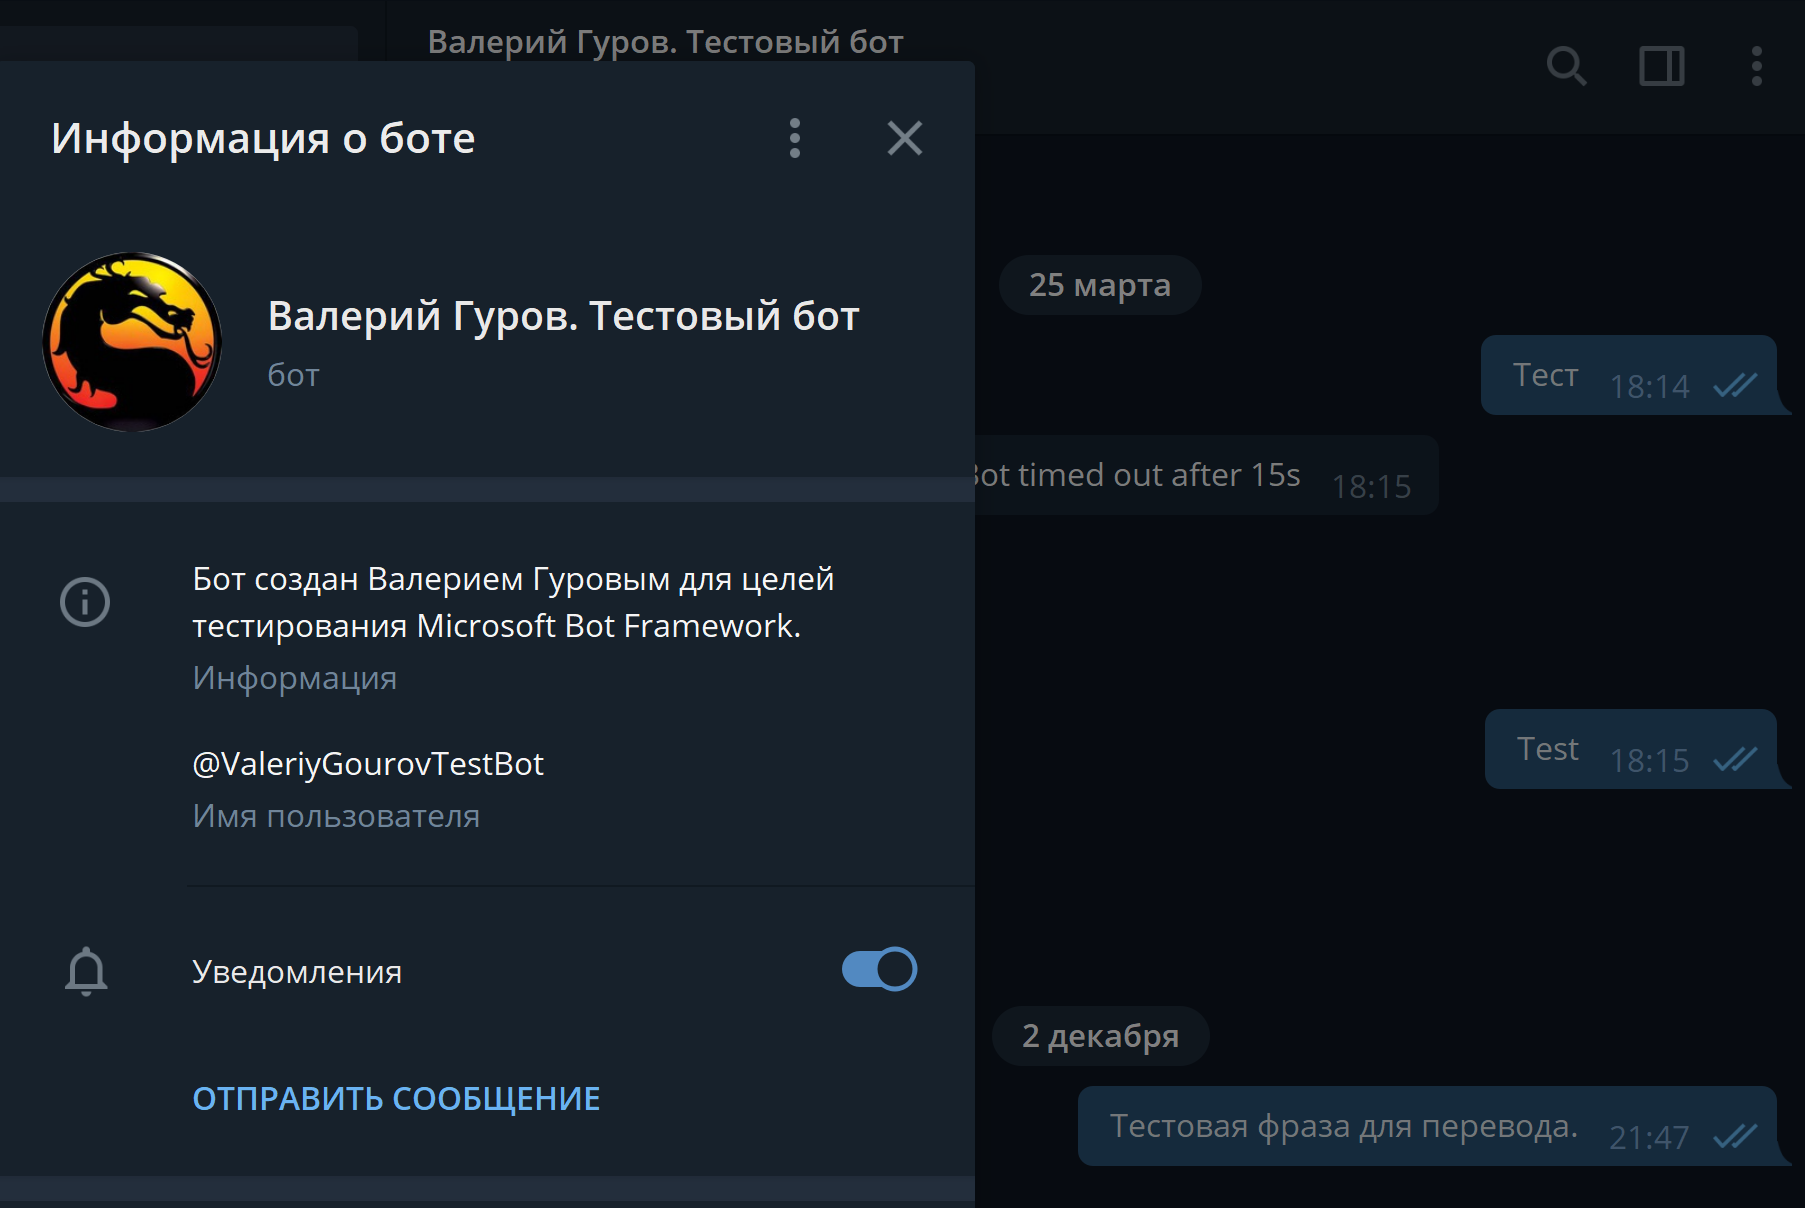 Валерий Гуров. Тестовый бот
Информация о боте
Валерий Гуров. Тестовый бот
бот
Бот создан Валерием Гуровым для целей
тестирования Microsoft Bot Framework.
Информация
@ValeriyGourovTestBot
Имя пользователя
Уведомления
ОТПРАВИТЬ СООБЩЕНИЕ
25 марта
Тест 18:14
Bot timed out after 15s 18:15
Test 18:15
2 декабря
Тестовая фраза для перевода. 21:47